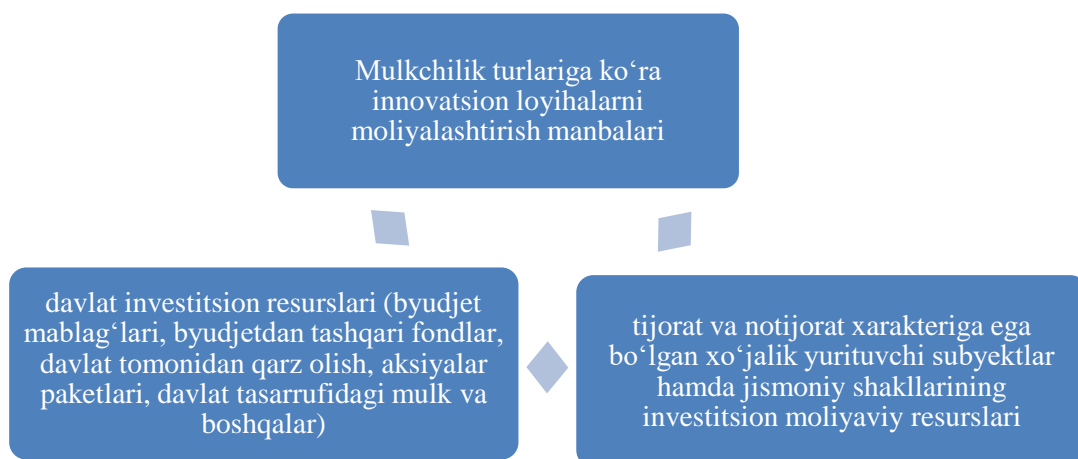 Mulkchilik turlariga ko‘ra
innovatsion loyihalarni
moliyalashtirish manbalari
davlat investitsion resurslari (byudjet
mablag‘lari, byudjetdan tashqari fondlar,
davlat tomonidan qarz olish, aksiyalar
paketlari, davlat tasarrufidagi mulk va
boshqalar)
tijorat va notijorat xarakteriga ega
bo‘lgan xo‘jalik yurituvchi subyektlar
hamda jismoniy shakllarining
investitsion moliyaviy resurslari